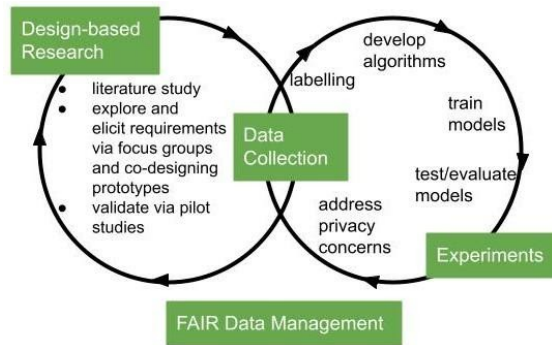 Design-based
Research
• literature study
• explore and
elicit requirements
via focus groups
and co-designing
prototypes
• validate via pilot
studies
Data
Collection
labelling
develop
algorithms
train
models
test/evaluate
models
address
privacy
concerns
Experiments
FAIR Data Management